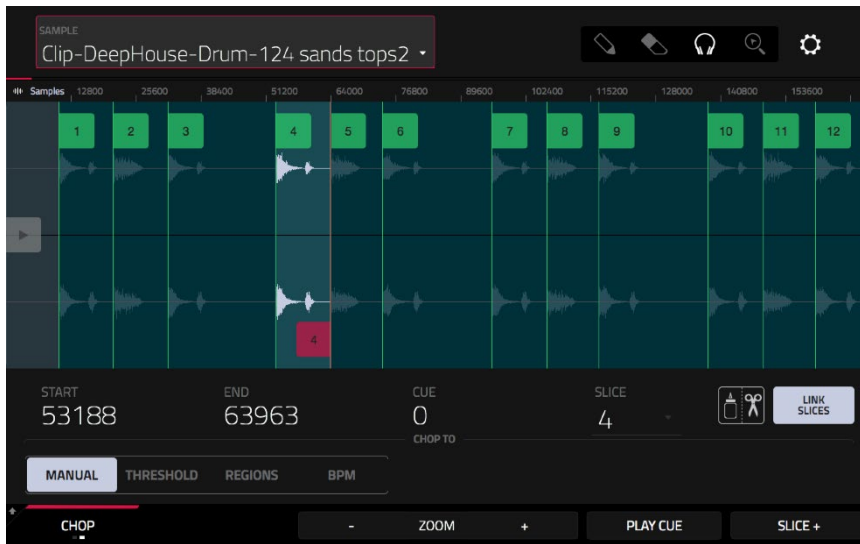 SAMPLE
Clip-DeepHouse-Drum-124 sands tops2
Samples 12800 25600 38400 51200 64000 76800 89600 102400 115200 128000 140800 153600
1 2 3 4 5 6 7 8 9 10 11 12
4
START END CUE SLICE
53188 63963 0 4
LINK
SLICES
CHOP TO
MANUAL THRESHOLD REGIONS BPM
CHOP - ZOOM + PLAY CUE SLICE +